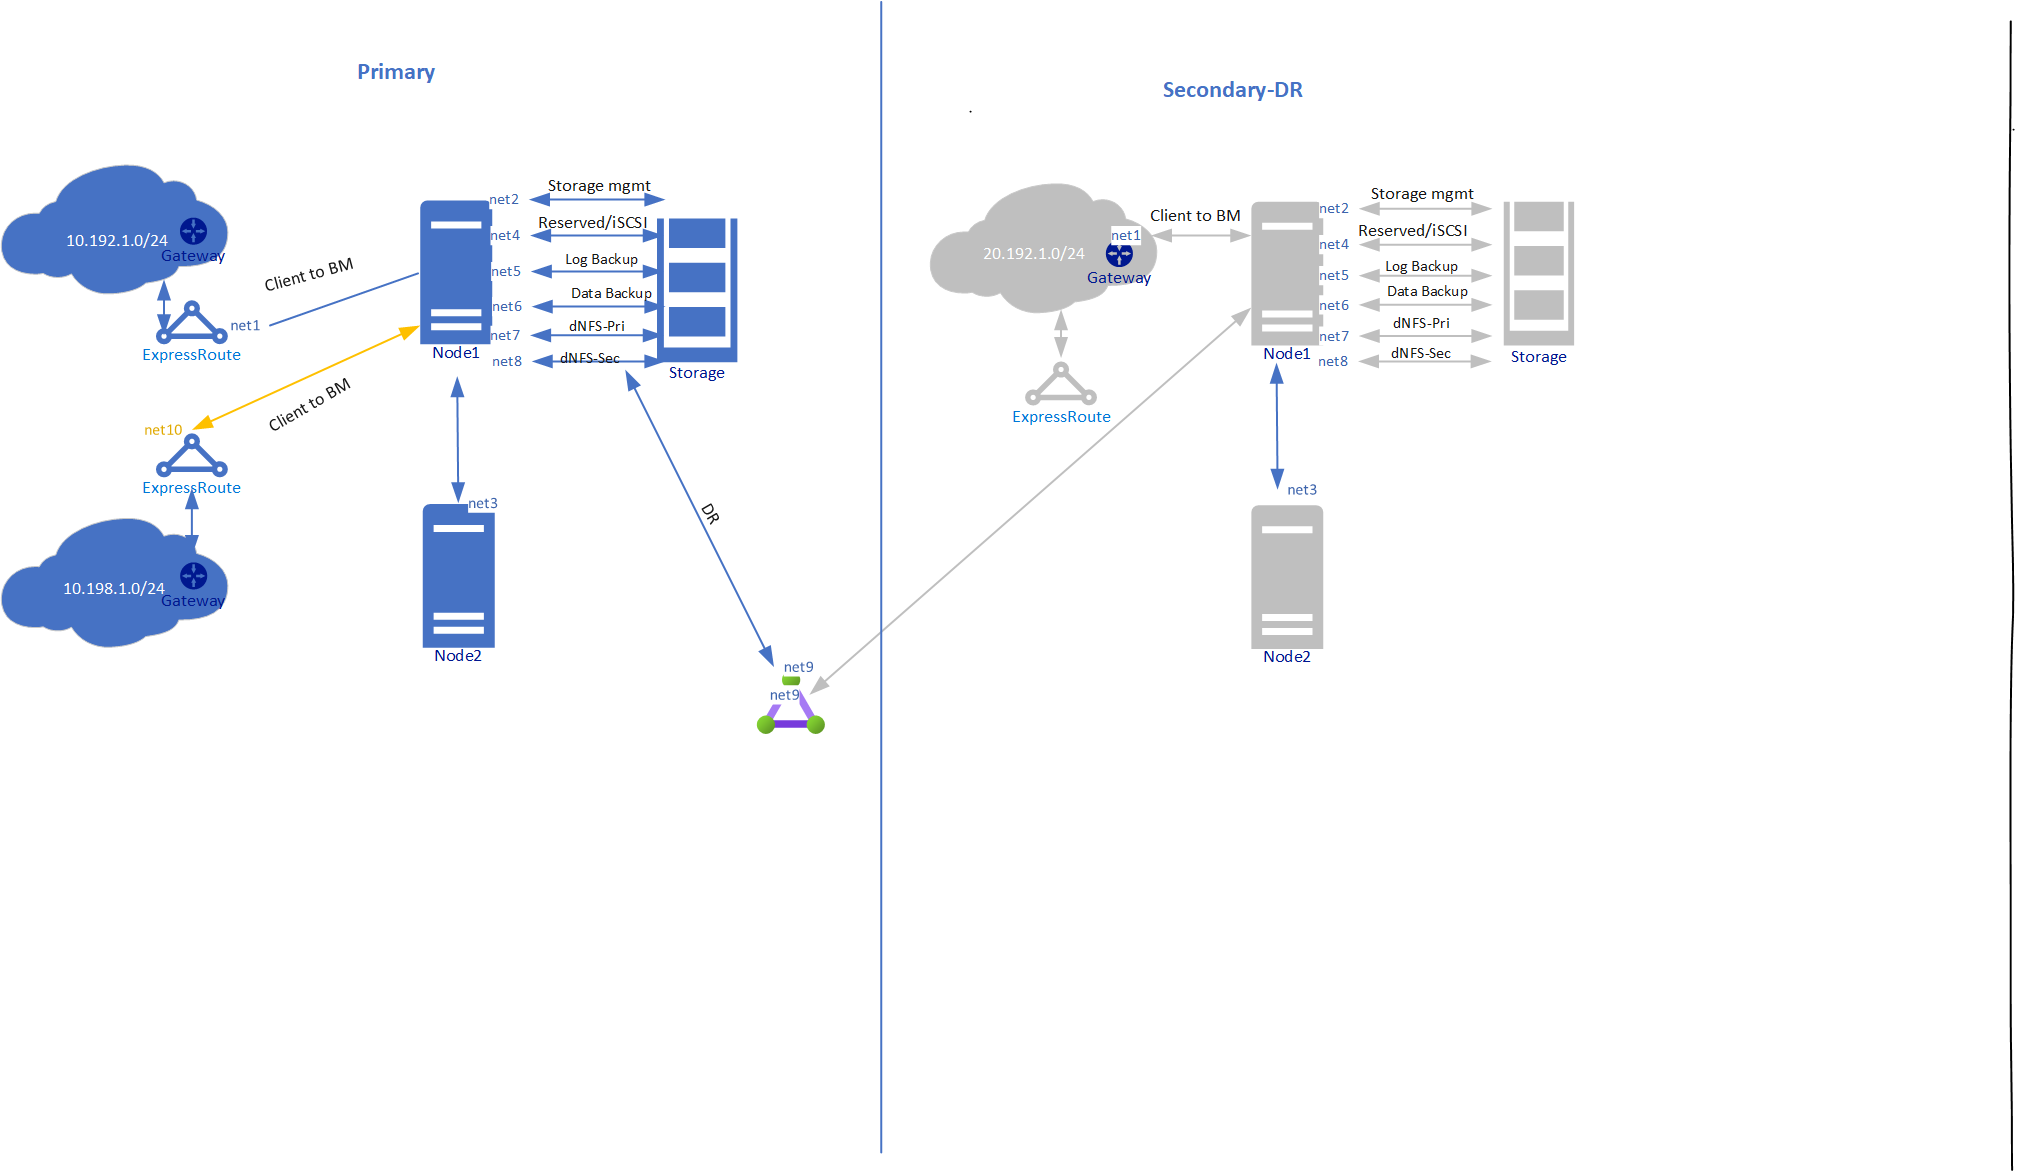 Primary
Secondary-DR
10.192.1.0/24
Gateway
Client to BM
net1
ExpressRoute
Client to BM
net10
ExpressRoute
10.198.1.0/24
Gateway
net2
Storage mgmt
net4
Reserved/iSCSI
net5
Log Backup
net6
Data Backup
net7
dNFS-Pri
net8
dNFS-Sec
Node1
Storage
net3
Node2
DR
net9
net9
20.192.1.0/24
net1
Gateway
Client to BM
ExpressRoute
net2
Storage mgmt
net4
Reserved/iSCSI
net5
Log Backup
net6
Data Backup
net7
dNFS-Pri
net8
dNFS-Sec
Node1
Storage
net3
Node2